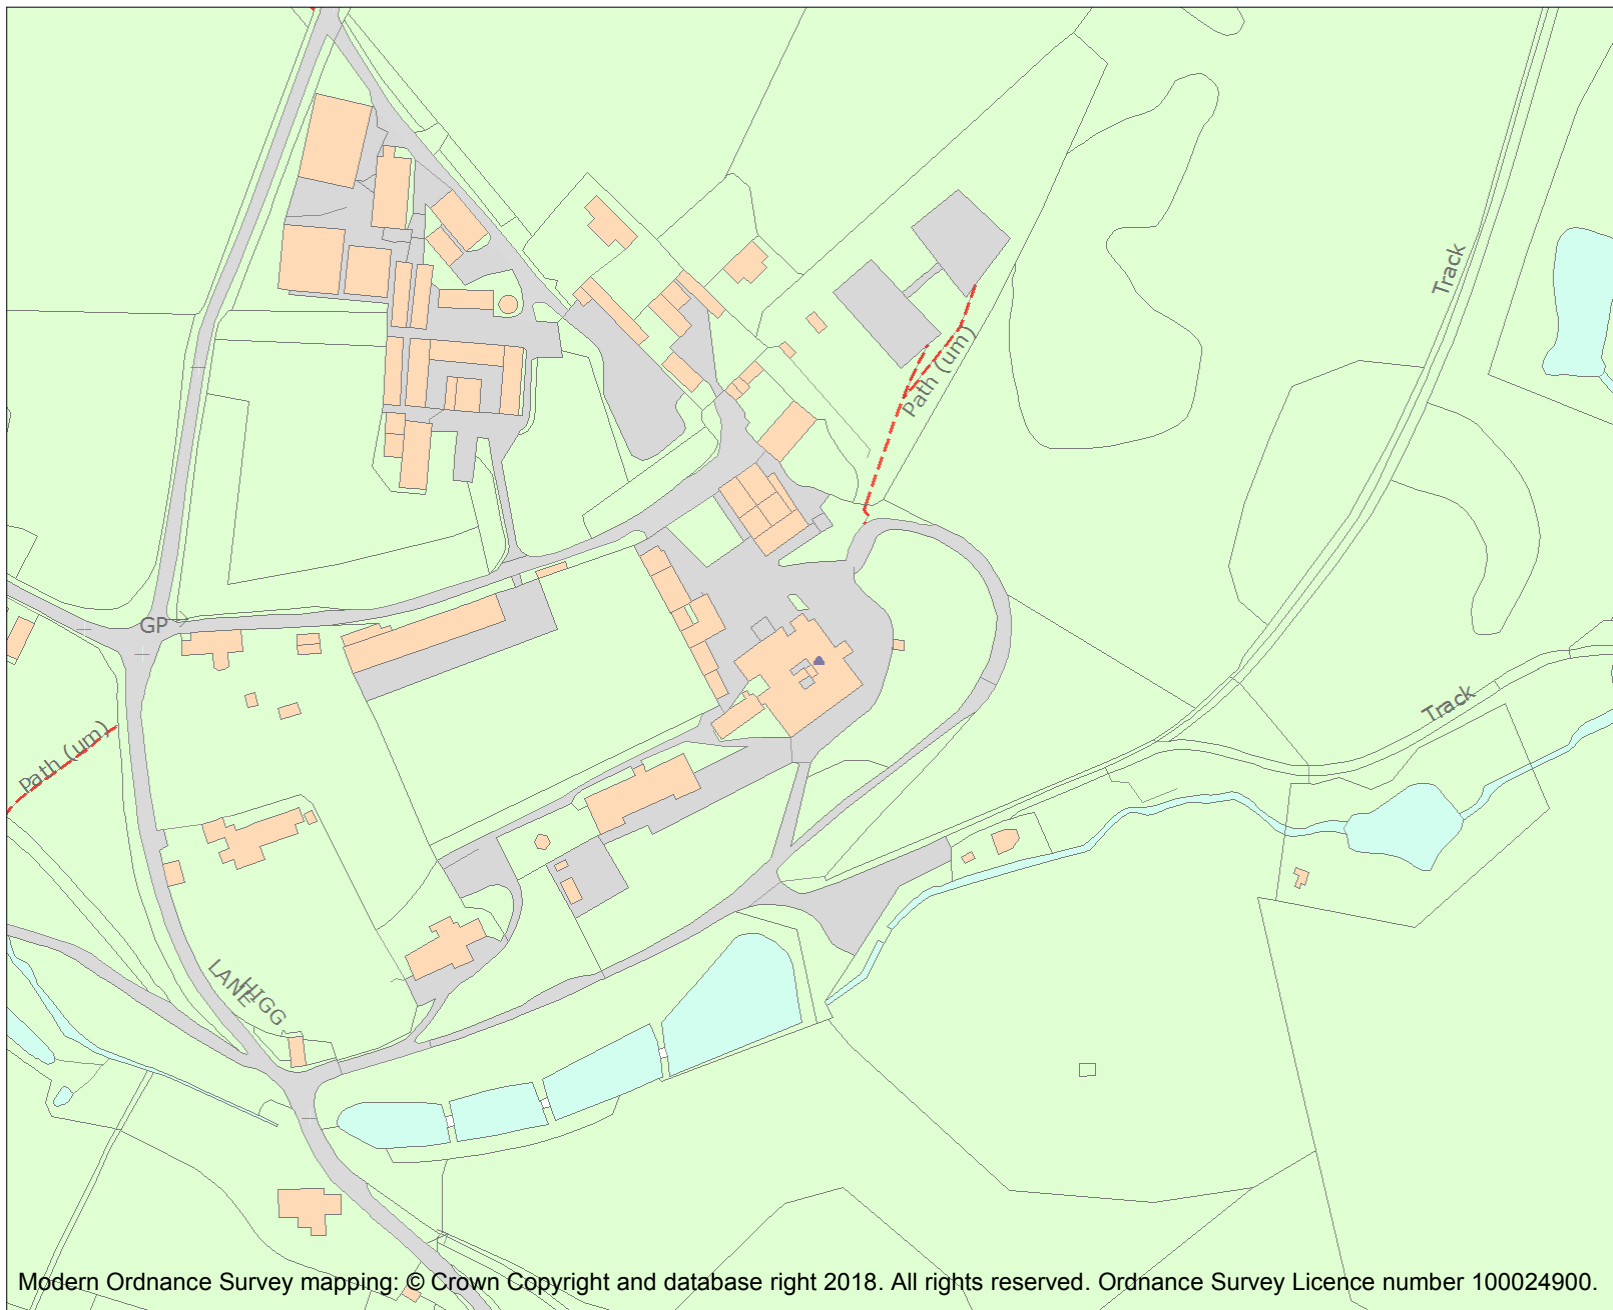 Track
Path (um)
GP
Track
Path (um)
LANE
HIGG
Modern Ordnance Survey mapping: © Crown Copyright and database right 2018. All rights reserved. Ordnance Survey Licence number 100024900.